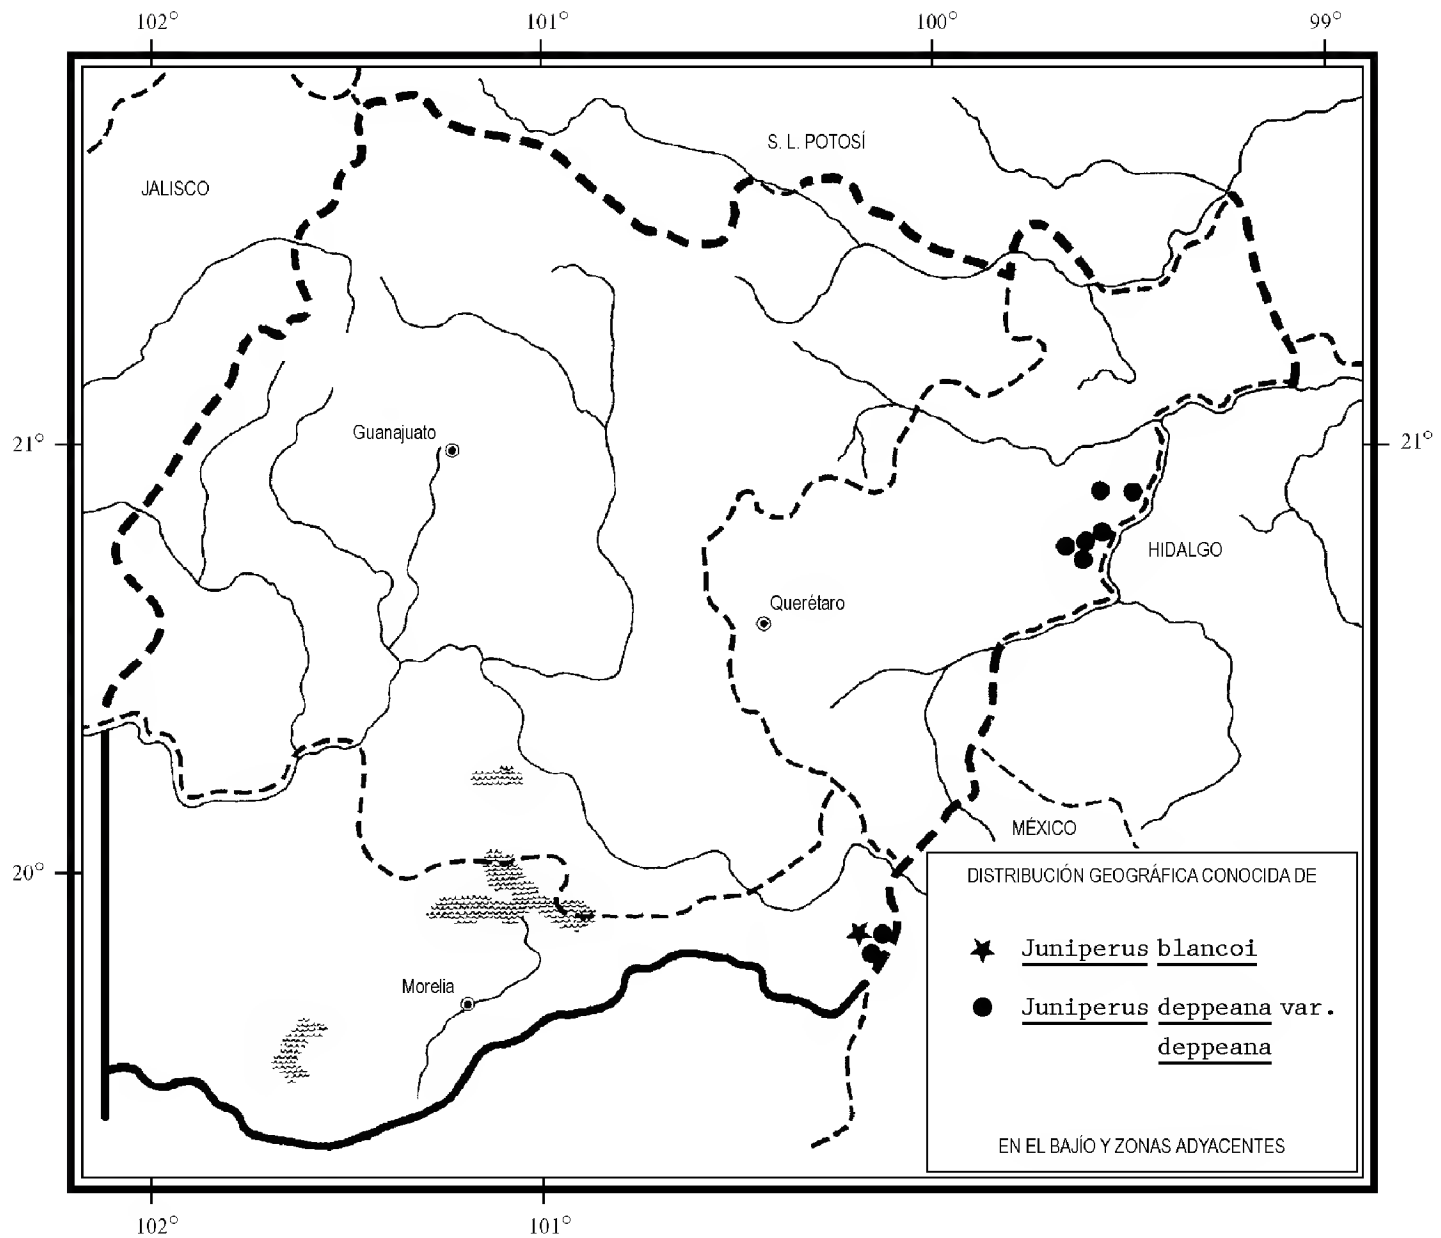 102° 101° 100° 99°
S. L. POTOSÍ
JALISCO
Guanajuato
21° 21°
HIDALGO
Querétaro
MÉXICO
20°
DISTRIBUCIÓN GEOGRÁFICA CONOCIDA DE
Juniperus blancoi
Morelia
Juniperus deppeana var.
deppeana
EN EL BAJÍO Y ZONAS ADYACENTES
102° 101°